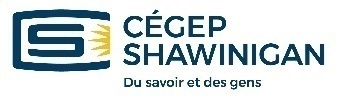 CÉGEP
SHAWINIGAN
Du savoir et des gens